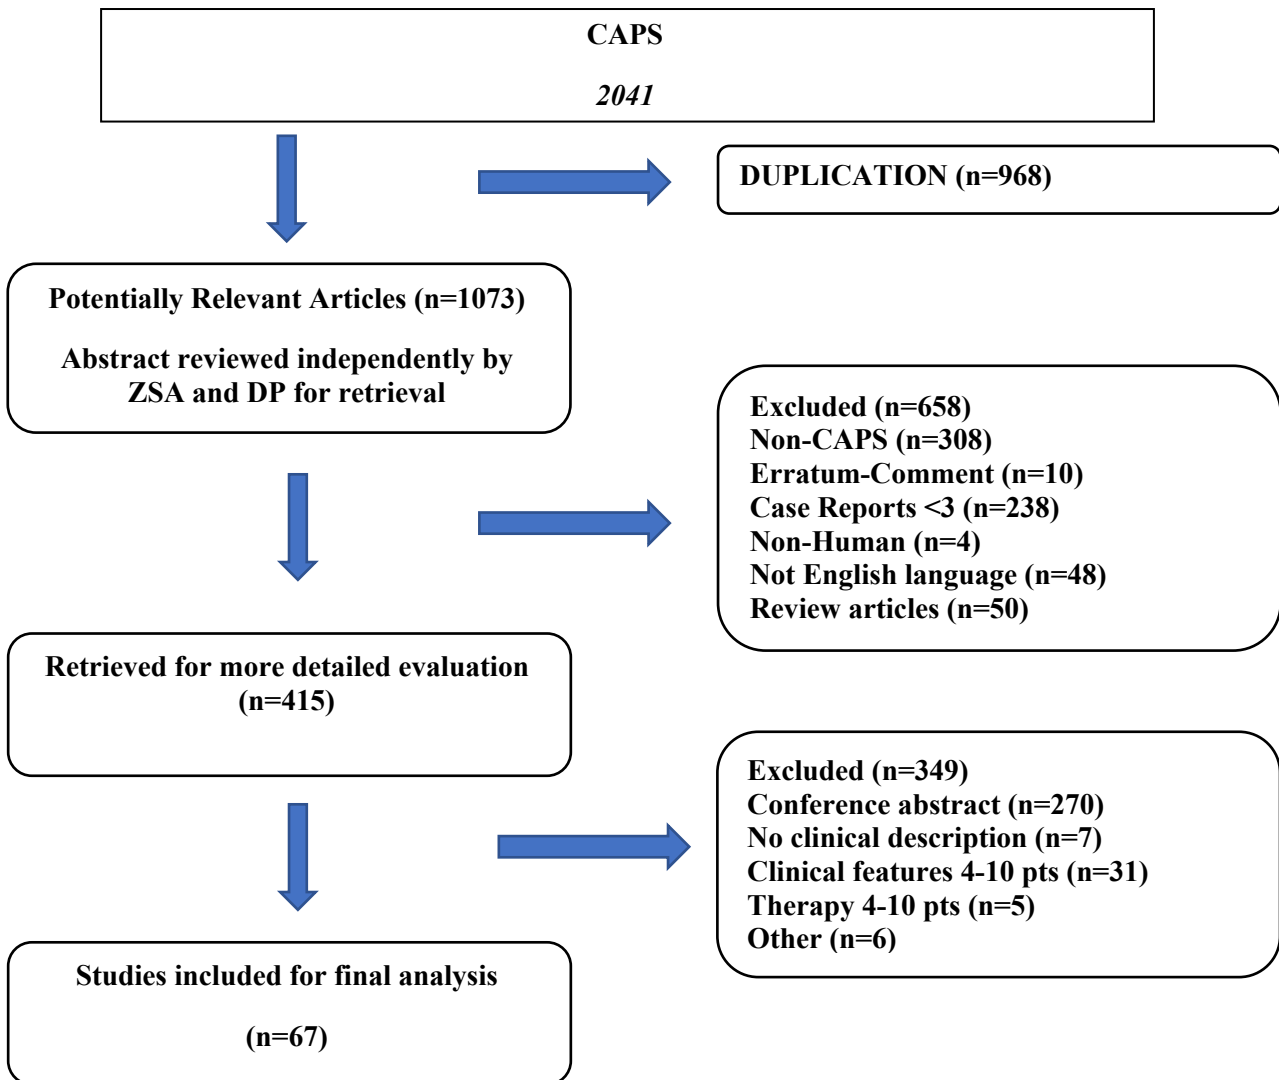 CAPS
2041
DUPLICATION (n=968)
Potentially Relevant Articles (n=1073)
Abstract reviewed independently by
ZSA and DP for retrieval
Excluded (n=658)
Non-CAPS (n=308)
Erratum-Comment (n=10)
Case Reports <3 (n=238)
Non-Human (n=4)
Not English language (n=48)
Review articles (n=50)
Retrieved for more detailed evaluation
(n=415)
Excluded (n=349)
Conference abstract (n=270)
No clinical description (n=7)
Clinical features 4-10 pts (n=31)
Therapy 4-10 pts (n=5)
Other (n=6)
Studies included for final analysis
(n=67)